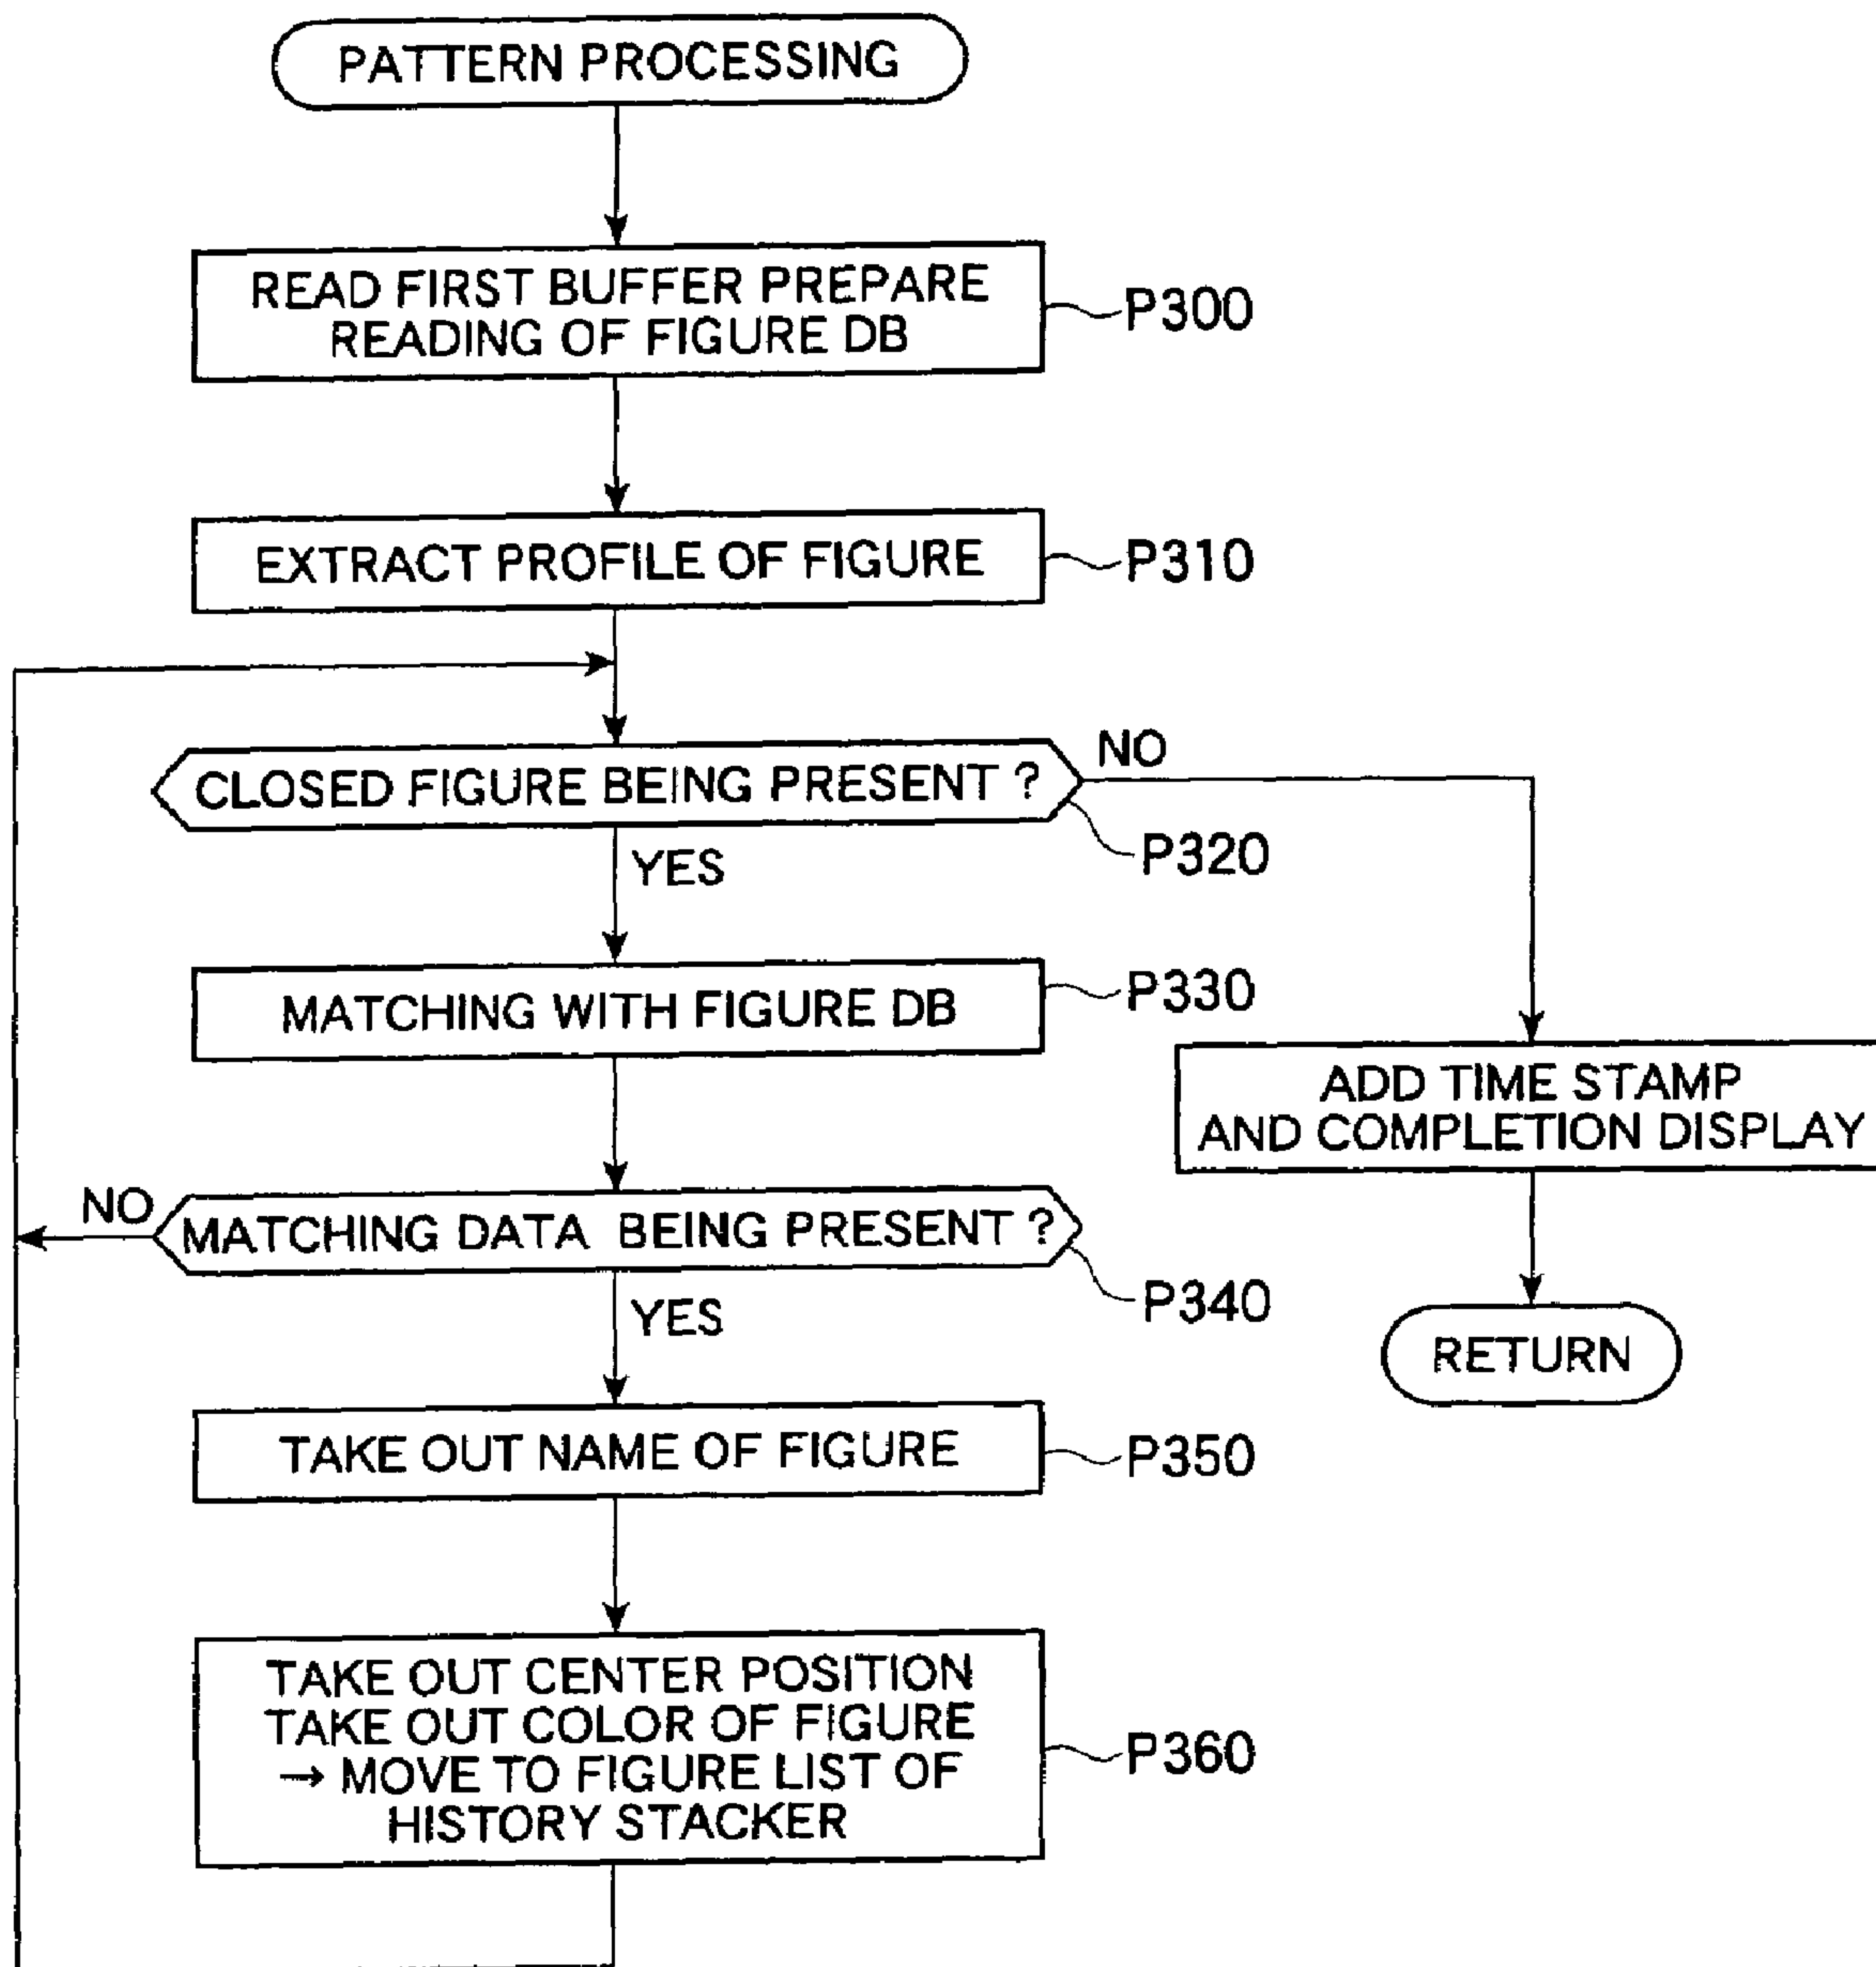 PATTERN PROCESSING
READ FIRST BUFFER PREPARE
READING OF FIGURE DB
P300
EXTRACT PROFILE OF FIGURE
P310
CLOSED FIGURE BEING PRESENT ?
NO
P320
YES
MATCHING WITH FIGURE DB
P330
ADD TIME STAMP
AND COMPLETION DISPLAY
NO
MATCHING DATA BEING PRESENT ?
P340
YES
RETURN
TAKE OUT NAME OF FIGURE
P350
TAKE OUT CENTER POSITION
TAKE OUT COLOR OF FIGURE
→ MOVE TO FIGURE LIST OF
HISTORY STACKER
P360